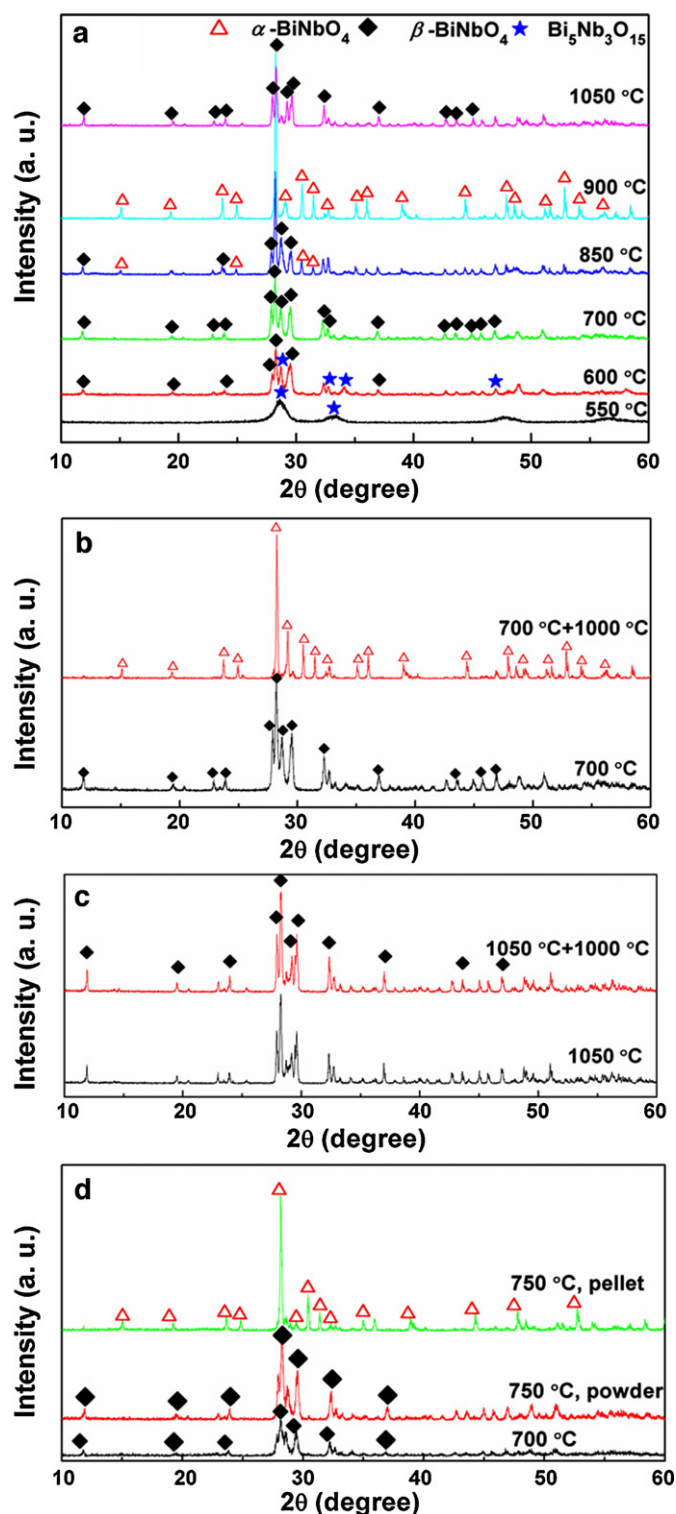 a
α-BiNbO4 β-BiNbO4 Bi5Nb3O15
1050 °C
900 °C
850 °C
700 °C
600 °C
550 °C
Intensity (a. u.)
10 20 30 40 50 60
2θ (degree)
b
700 °C+1000 °C
700 °C
Intensity (a. u.)
10 20 30 40 50 60
2θ (degree)
c
1050 °C+1000 °C
1050 °C
Intensity (a. u.)
10 20 30 40 50 60
2θ (degree)
d
750 °C, pellet
750 °C, powder
700 °C
Intensity (a. u.)
10 20 30 40 50 60
2θ (degree)